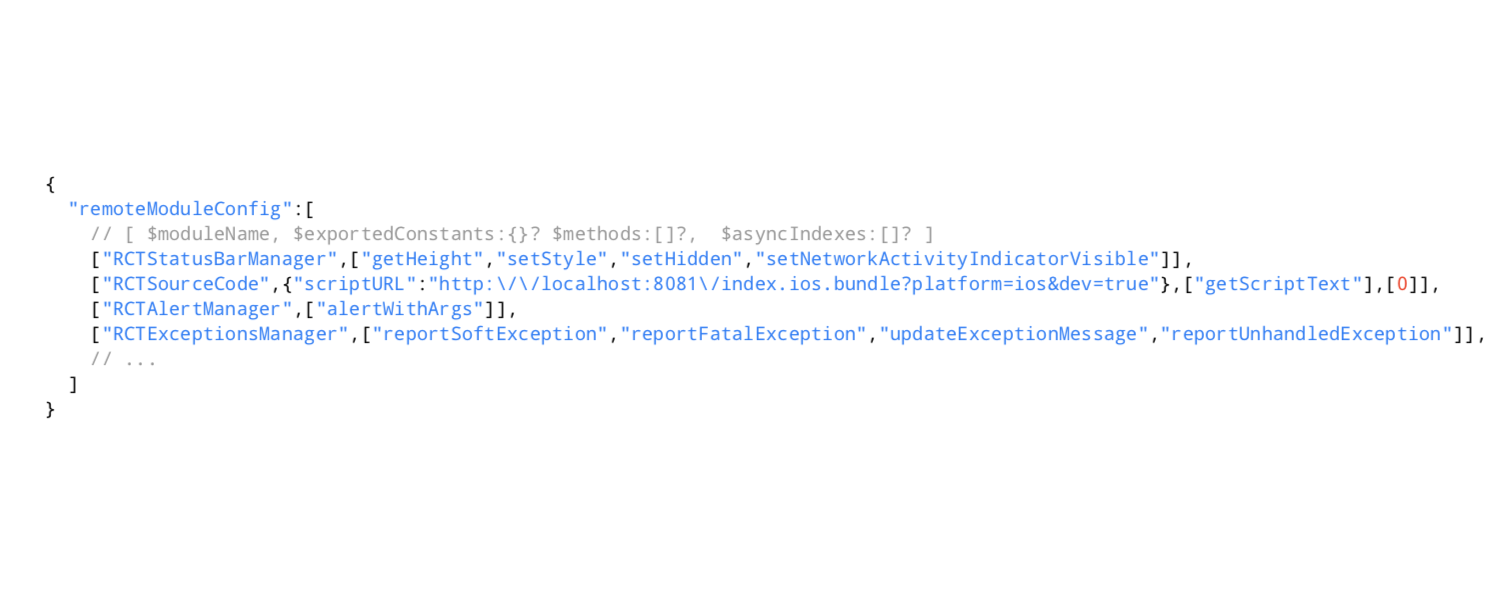 {
"remoteModuleConfig":[
// [ $moduleName, $exportedConstants:{}? $methods:[]?,  $asyncIndexes:[]? ]
["RCTStatusBarManager",["getHeight","setStyle","setHidden","setNetworkActivityIndicatorVisible"]],
["RCTSourceCode",{"scriptURL":"http:\/\/localhost:8081\/index.ios.bundle?platform=ios&dev=true"},["getScriptText"],[0]],
["RCTAlertManager",["alertWithArgs"]],
["RCTExceptionsManager",["reportSoftException","reportFatalException","updateExceptionMessage","reportUnhandledException"]],
// ...
]
}